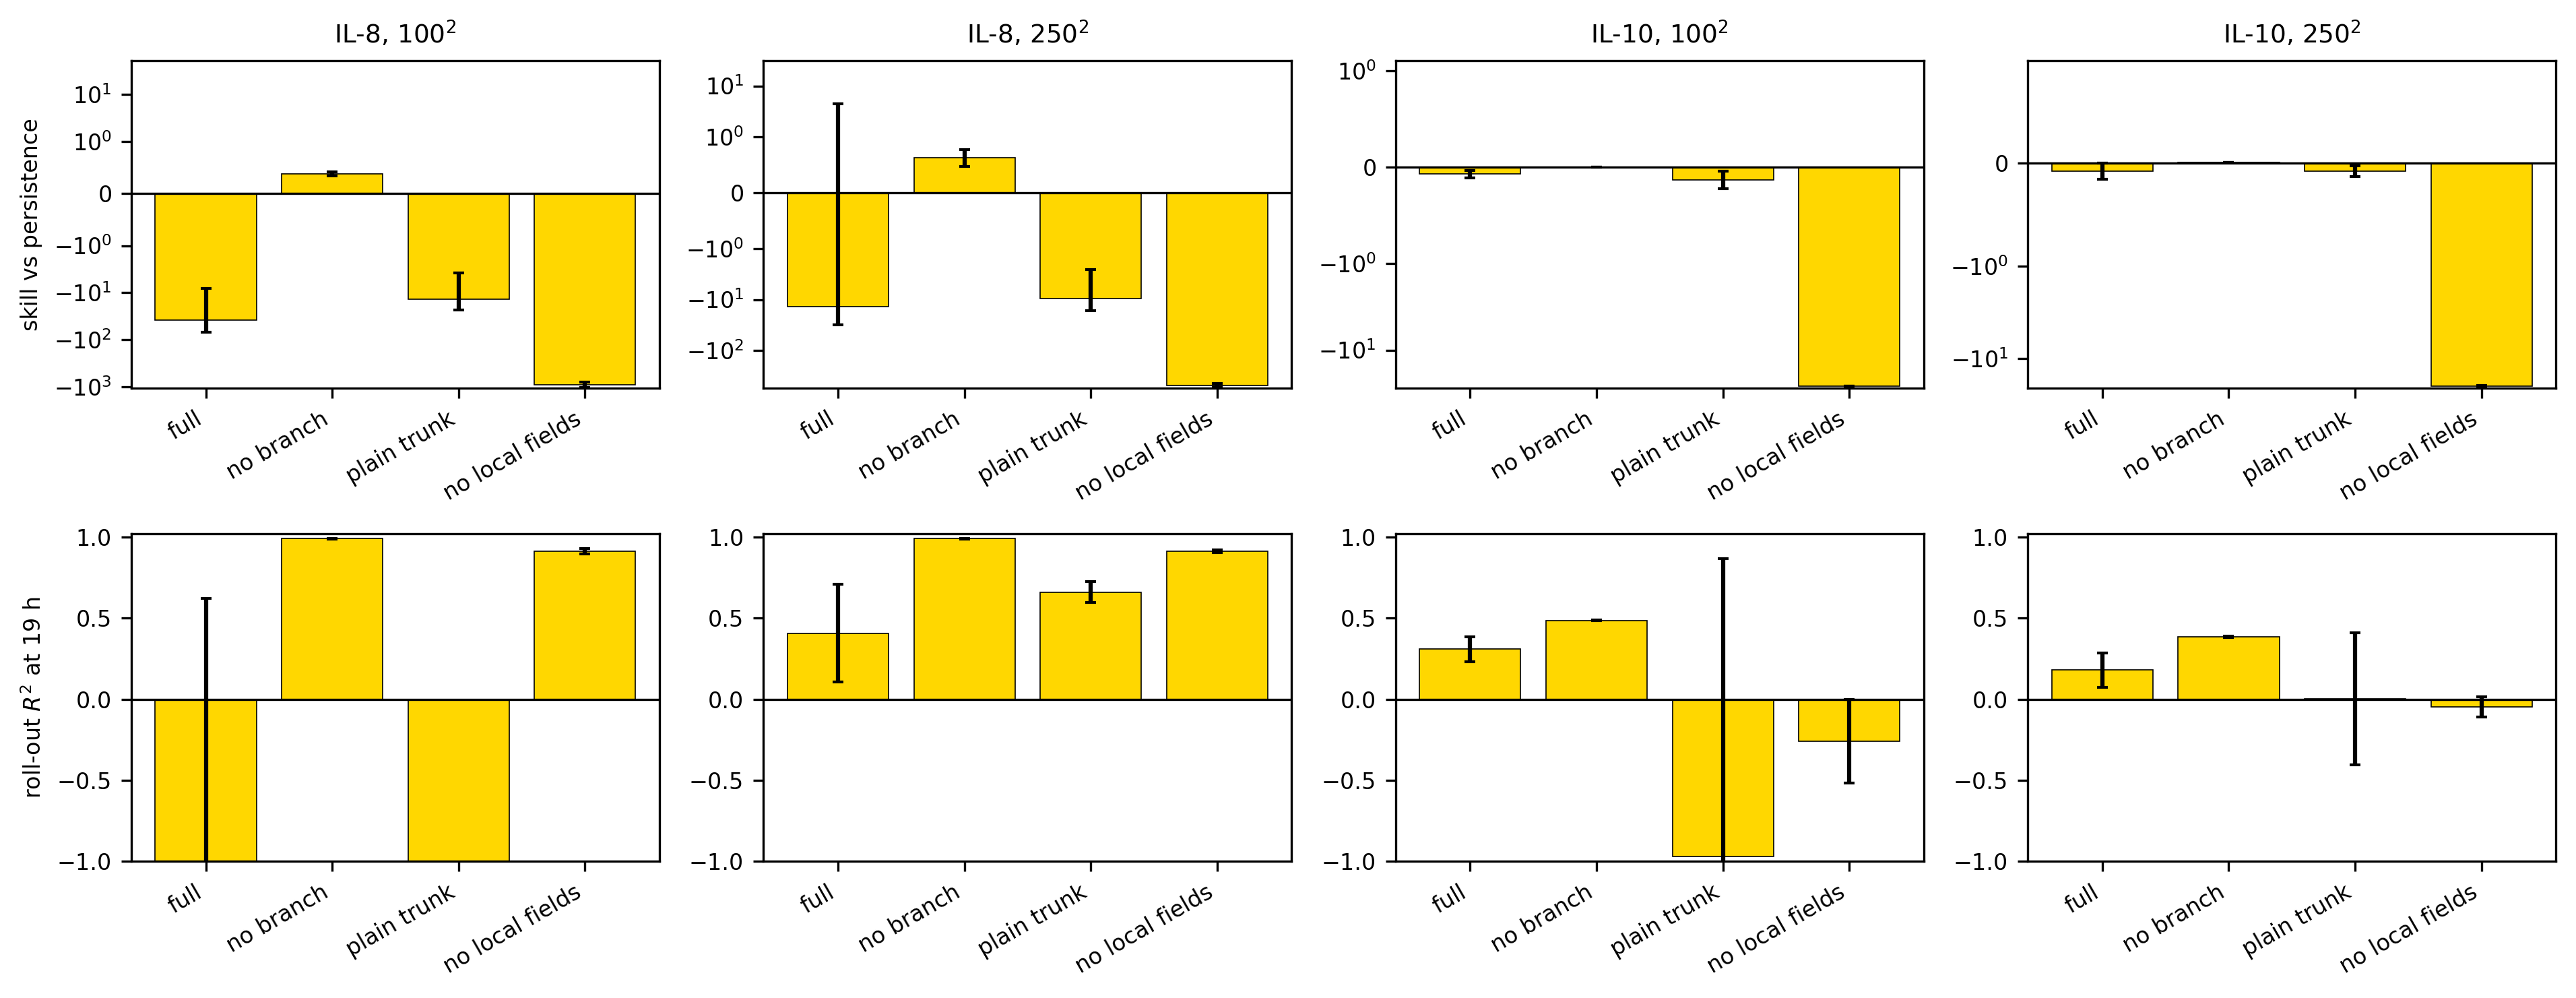 IL-8, 100²
IL-8, 250²
IL-10, 100²
IL-10, 250²
skill vs persistence
10¹
10⁰
0
−10⁰
−10¹
−10²
−10³
full
no branch
plain trunk
no local fields
10¹
10⁰
0
−10⁰
−10¹
−10²
full
no branch
plain trunk
no local fields
10⁰
0
−10⁰
−10¹
full
no branch
plain trunk
no local fields
0
−10⁰
−10¹
full
no branch
plain trunk
no local fields
roll-out R² at 19 h
1.0
0.5
0.0
−0.5
−1.0
full
no branch
plain trunk
no local fields
1.0
0.5
0.0
−0.5
−1.0
full
no branch
plain trunk
no local fields
1.0
0.5
0.0
−0.5
−1.0
full
no branch
plain trunk
no local fields
1.0
0.5
0.0
−0.5
−1.0
full
no branch
plain trunk
no local fields